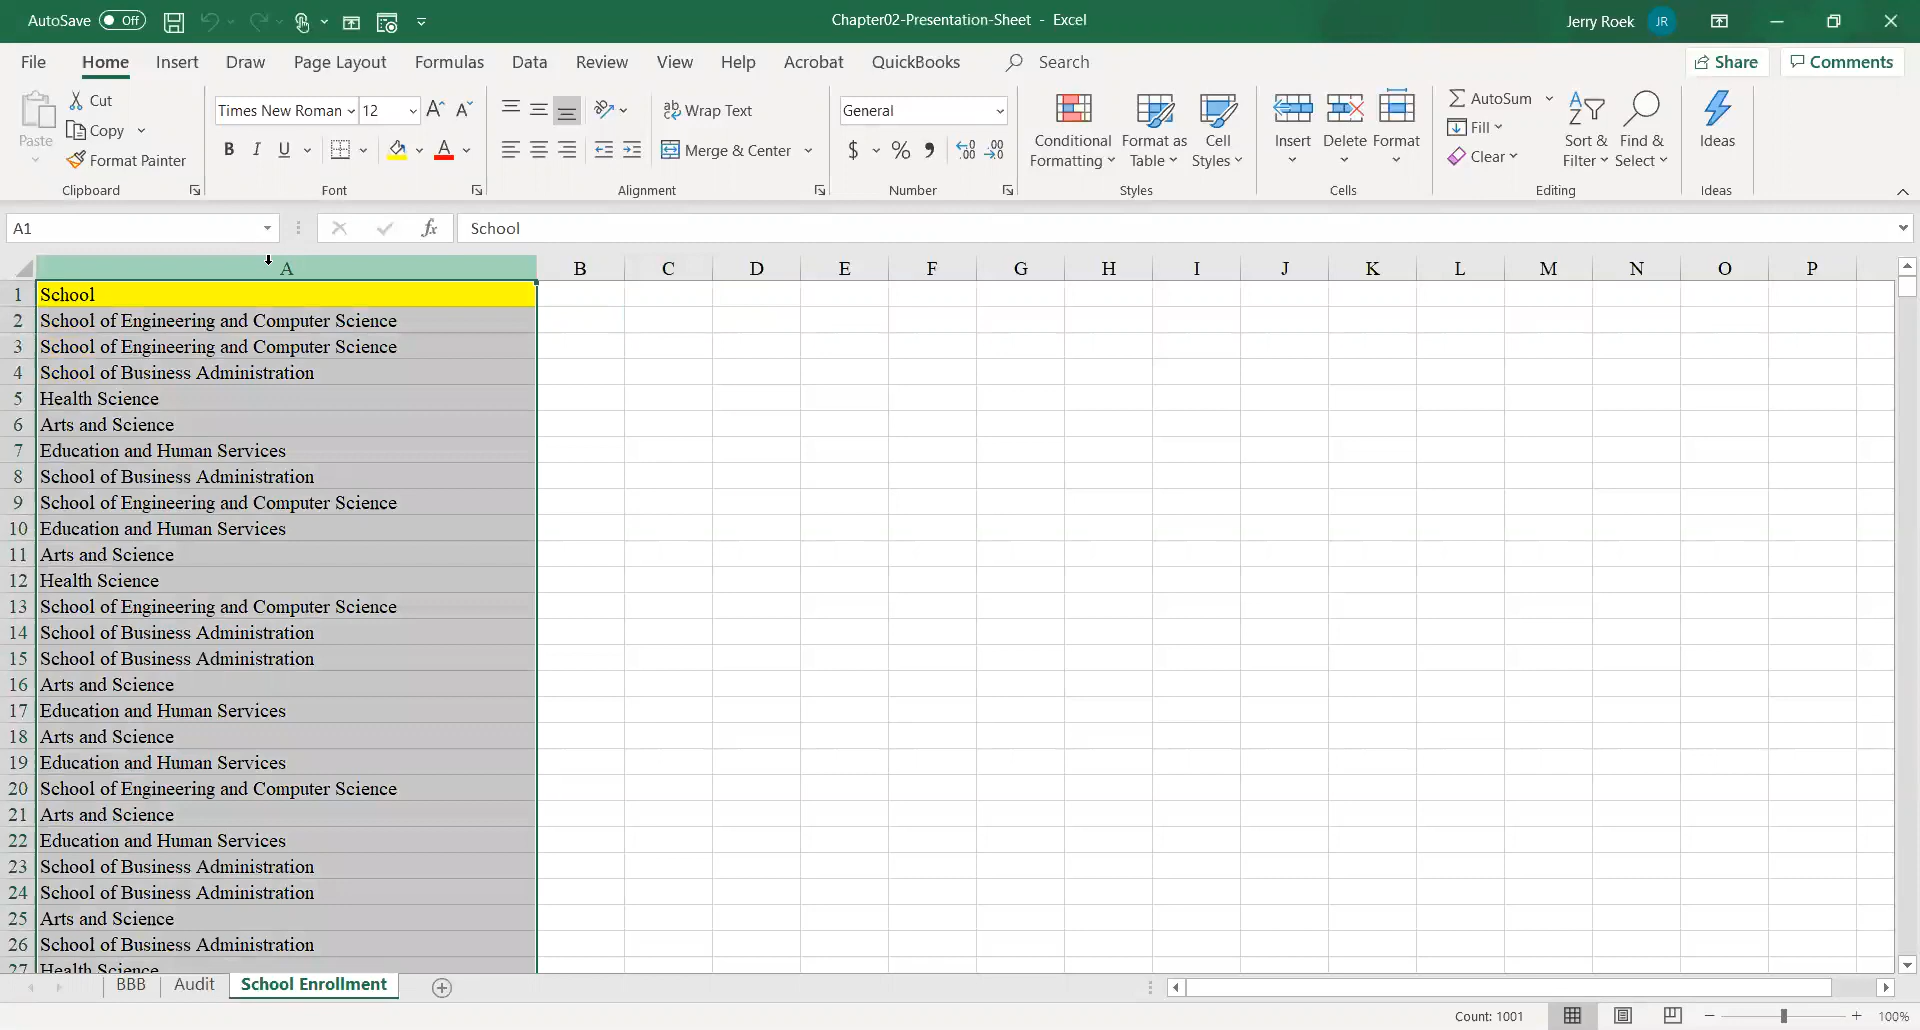 AutoSave Off
Chapter02-Presentation-Sheet - Excel
Jerry Roek JR
File Home Insert Draw Page Layout Formulas Data Review View Help Acrobat QuickBooks Search Share Comments
Paste
Cut
Copy
Format Painter
Clipboard
Times New Roman 12
B I U
Font
Wrap Text
Merge & Center
Alignment
General
$ % 9
Number
Conditional Formatting
Format as Table
Cell Styles
Styles
Insert
Delete
Format
Cells
AutoSum
Fill
Clear
Sort & Filter
Find & Select
Editing
Ideas
Ideas
A1 fx School
A B C D E F G H I J K L M N O P
1 School
2 School of Engineering and Computer Science
3 School of Engineering and Computer Science
4 School of Business Administration
5 Health Science
6 Arts and Science
7 Education and Human Services
8 School of Business Administration
9 School of Engineering and Computer Science
10 Education and Human Services
11 Arts and Science
12 Health Science
13 School of Engineering and Computer Science
14 School of Business Administration
15 School of Business Administration
16 Arts and Science
17 Education and Human Services
18 Arts and Science
19 Education and Human Services
20 School of Engineering and Computer Science
21 Arts and Science
22 Education and Human Services
23 School of Business Administration
24 School of Business Administration
25 Arts and Science
26 School of Business Administration
27 Health Science
BBB Audit School Enrollment
Count: 1001
100%